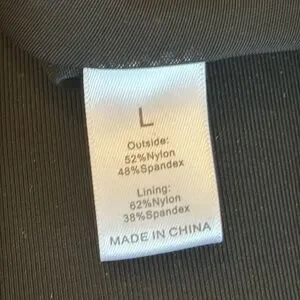 L
Outside:
52%Nylon
48%Spandex
Lining:
62%Nylon
38%Spandex
MADE IN CHINA